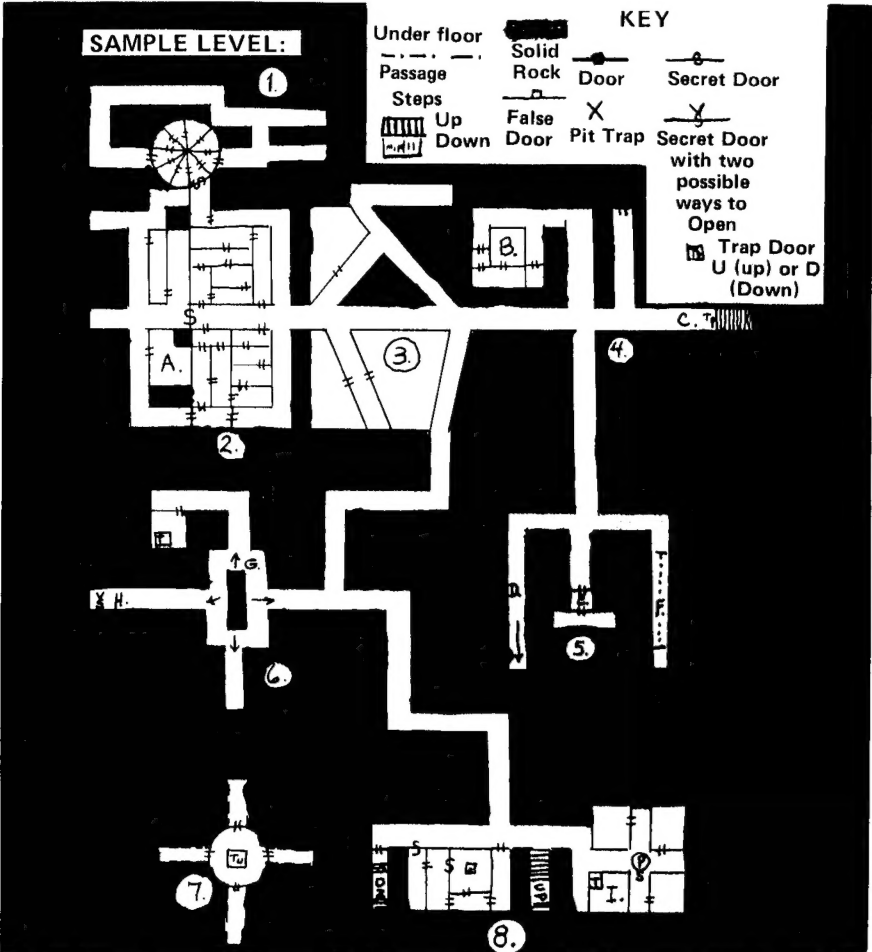 SAMPLE LEVEL:
KEY
Under floor
Passage
Steps
Up
Down
Solid
Rock
False
Door
Door
X
Pit Trap
Secret Door
Secret Door
with two
possible
ways to
Open
Trap Door
U (up) or D
(Down)
1.
S
B.
S
A.
C.
3.
4.
2.
G.
H.
D.
F.
5.
6.
T
7.
S
S
UP
I.
8.